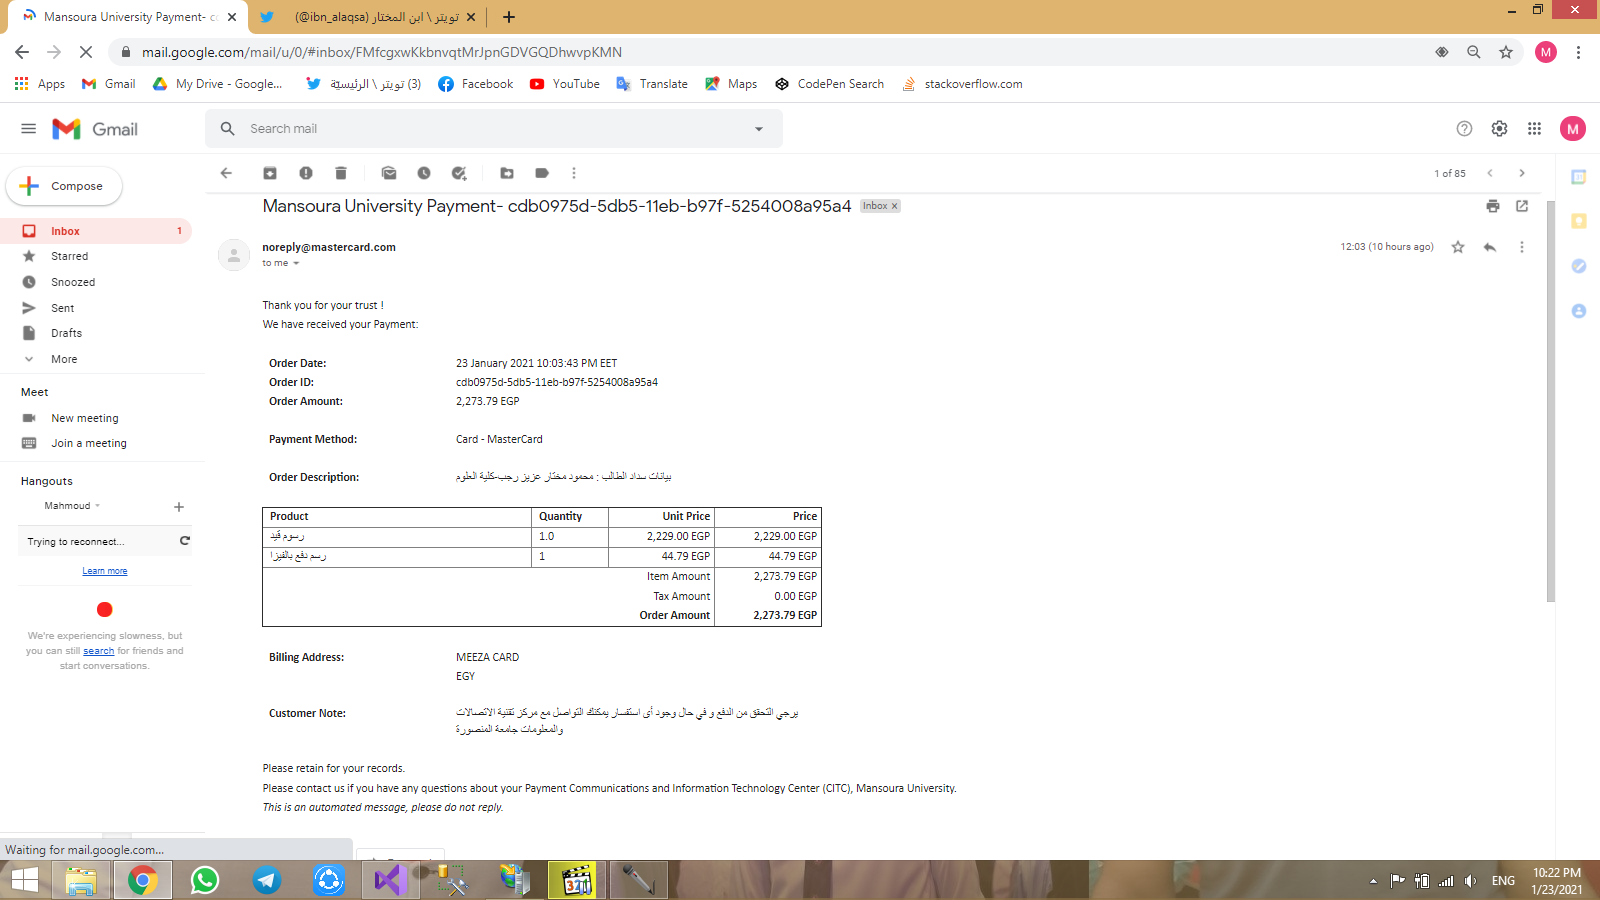 Mansoura University Payment- cc
تويتر \ ابن المختار (@ibn_alaqsa)
mail.google.com/mail/u/0/#inbox/FMfcgxwKkbnvqtMrJpnGDVGQDhwvpKMN
M
Apps
Gmail
My Drive - Google...
(3) تويتر \ الرئيسيّة
Facebook
YouTube
Translate
Maps
CodePen Search
stackoverflow.com
Gmail
Search mail
M
Compose
1 of 85
Inbox 1
Starred
Snoozed
Sent
Drafts
More
Meet
New meeting
Join a meeting
Hangouts
Mahmoud
Trying to reconnect...
Learn more
We're experiencing slowness, but
you can still search for friends and
start conversations.
Mansoura University Payment- cdb0975d-5db5-11eb-b97f-5254008a95a4
Inbox x
noreply@mastercard.com
12:03 (10 hours ago)
to me
Thank you for your trust !
We have received your Payment:
Order Date: 23 January 2021 10:03:43 PM EET
Order ID: cdb0975d-5db5-11eb-b97f-5254008a95a4
Order Amount: 2,273.79 EGP
Payment Method: Card - MasterCard
Order Description: بيانات سداد الطالب : محمود مختار عزيز رجب-كلية العلوم
Product Quantity Unit Price Price
رسوم قيد 1.0 2,229.00 EGP 2,229.00 EGP
رسم دفع بالفيزا 1 44.79 EGP 44.79 EGP
Item Amount 2,273.79 EGP
Tax Amount 0.00 EGP
Order Amount 2,273.79 EGP
Billing Address: MEEZA CARD
EGY
Customer Note: يرجي التحقق من الدفع و في حال وجود أى استفسار يمكنك التواصل مع مركز تقنية الاتصالات
والمعلومات جامعة المنصورة
Please retain for your records.
Please contact us if you have any questions about your Payment Communications and Information Technology Center (CITC), Mansoura University.
This is an automated message, please do not reply.
Waiting for mail.google.com...
ENG
10:22 PM
1/23/2021